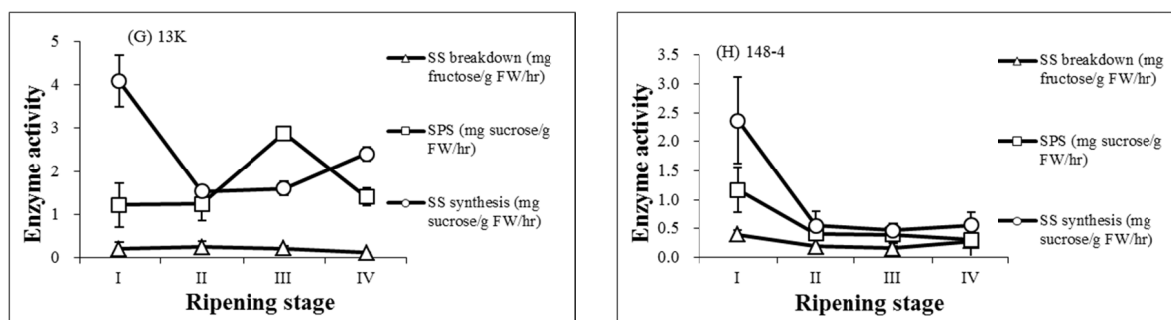 (G) 13K
Enzyme activity
5
4
3
2
1
0
I II III IV
Ripening stage
SS breakdown (mg
fructose/g FW/hr)
SPS (mg sucrose/g
FW/hr)
SS synthesis (mg
sucrose/g FW/hr)
(H) 148-4
Enzyme activity
3.5
3.0
2.5
2.0
1.5
1.0
0.5
0.0
I II III IV
Ripening stage
SS breakdown (mg
fructose/g FW/hr)
SPS (mg sucrose/g
FW/hr)
SS synthesis (mg
sucrose/g FW/hr)